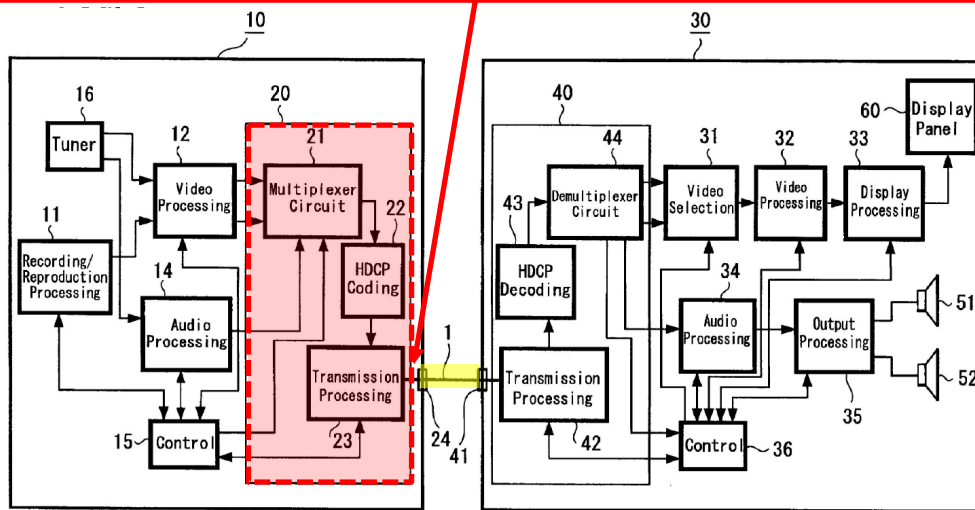 10
30
16
Tuner
12
Video
Processing
20
21
Multiplexer
Circuit
22
HDCP
Coding
11
Recording/
Reproduction
Processing
14
Audio
Processing
Transmission
Processing
23
15
Control
1
24
41
40
44
Demultiplexer
Circuit
43
HDCP
Decoding
Transmission
Processing
42
31
Video
Selection
32
Video
Processing
33
Display
Processing
60
Display
Panel
34
Audio
Processing
Output
Processing
35
51
52
Control
36